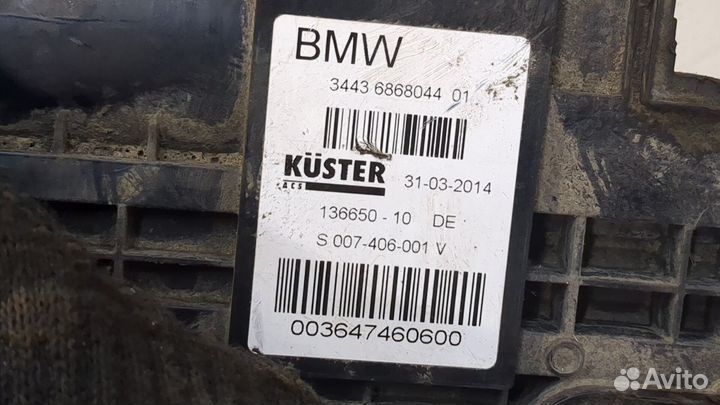 BMW
3443 6868044 01
KÜSTER
ACS
31-03-2014
136650 - 10 DE
S 007-406-001 V
003647460600
Avito